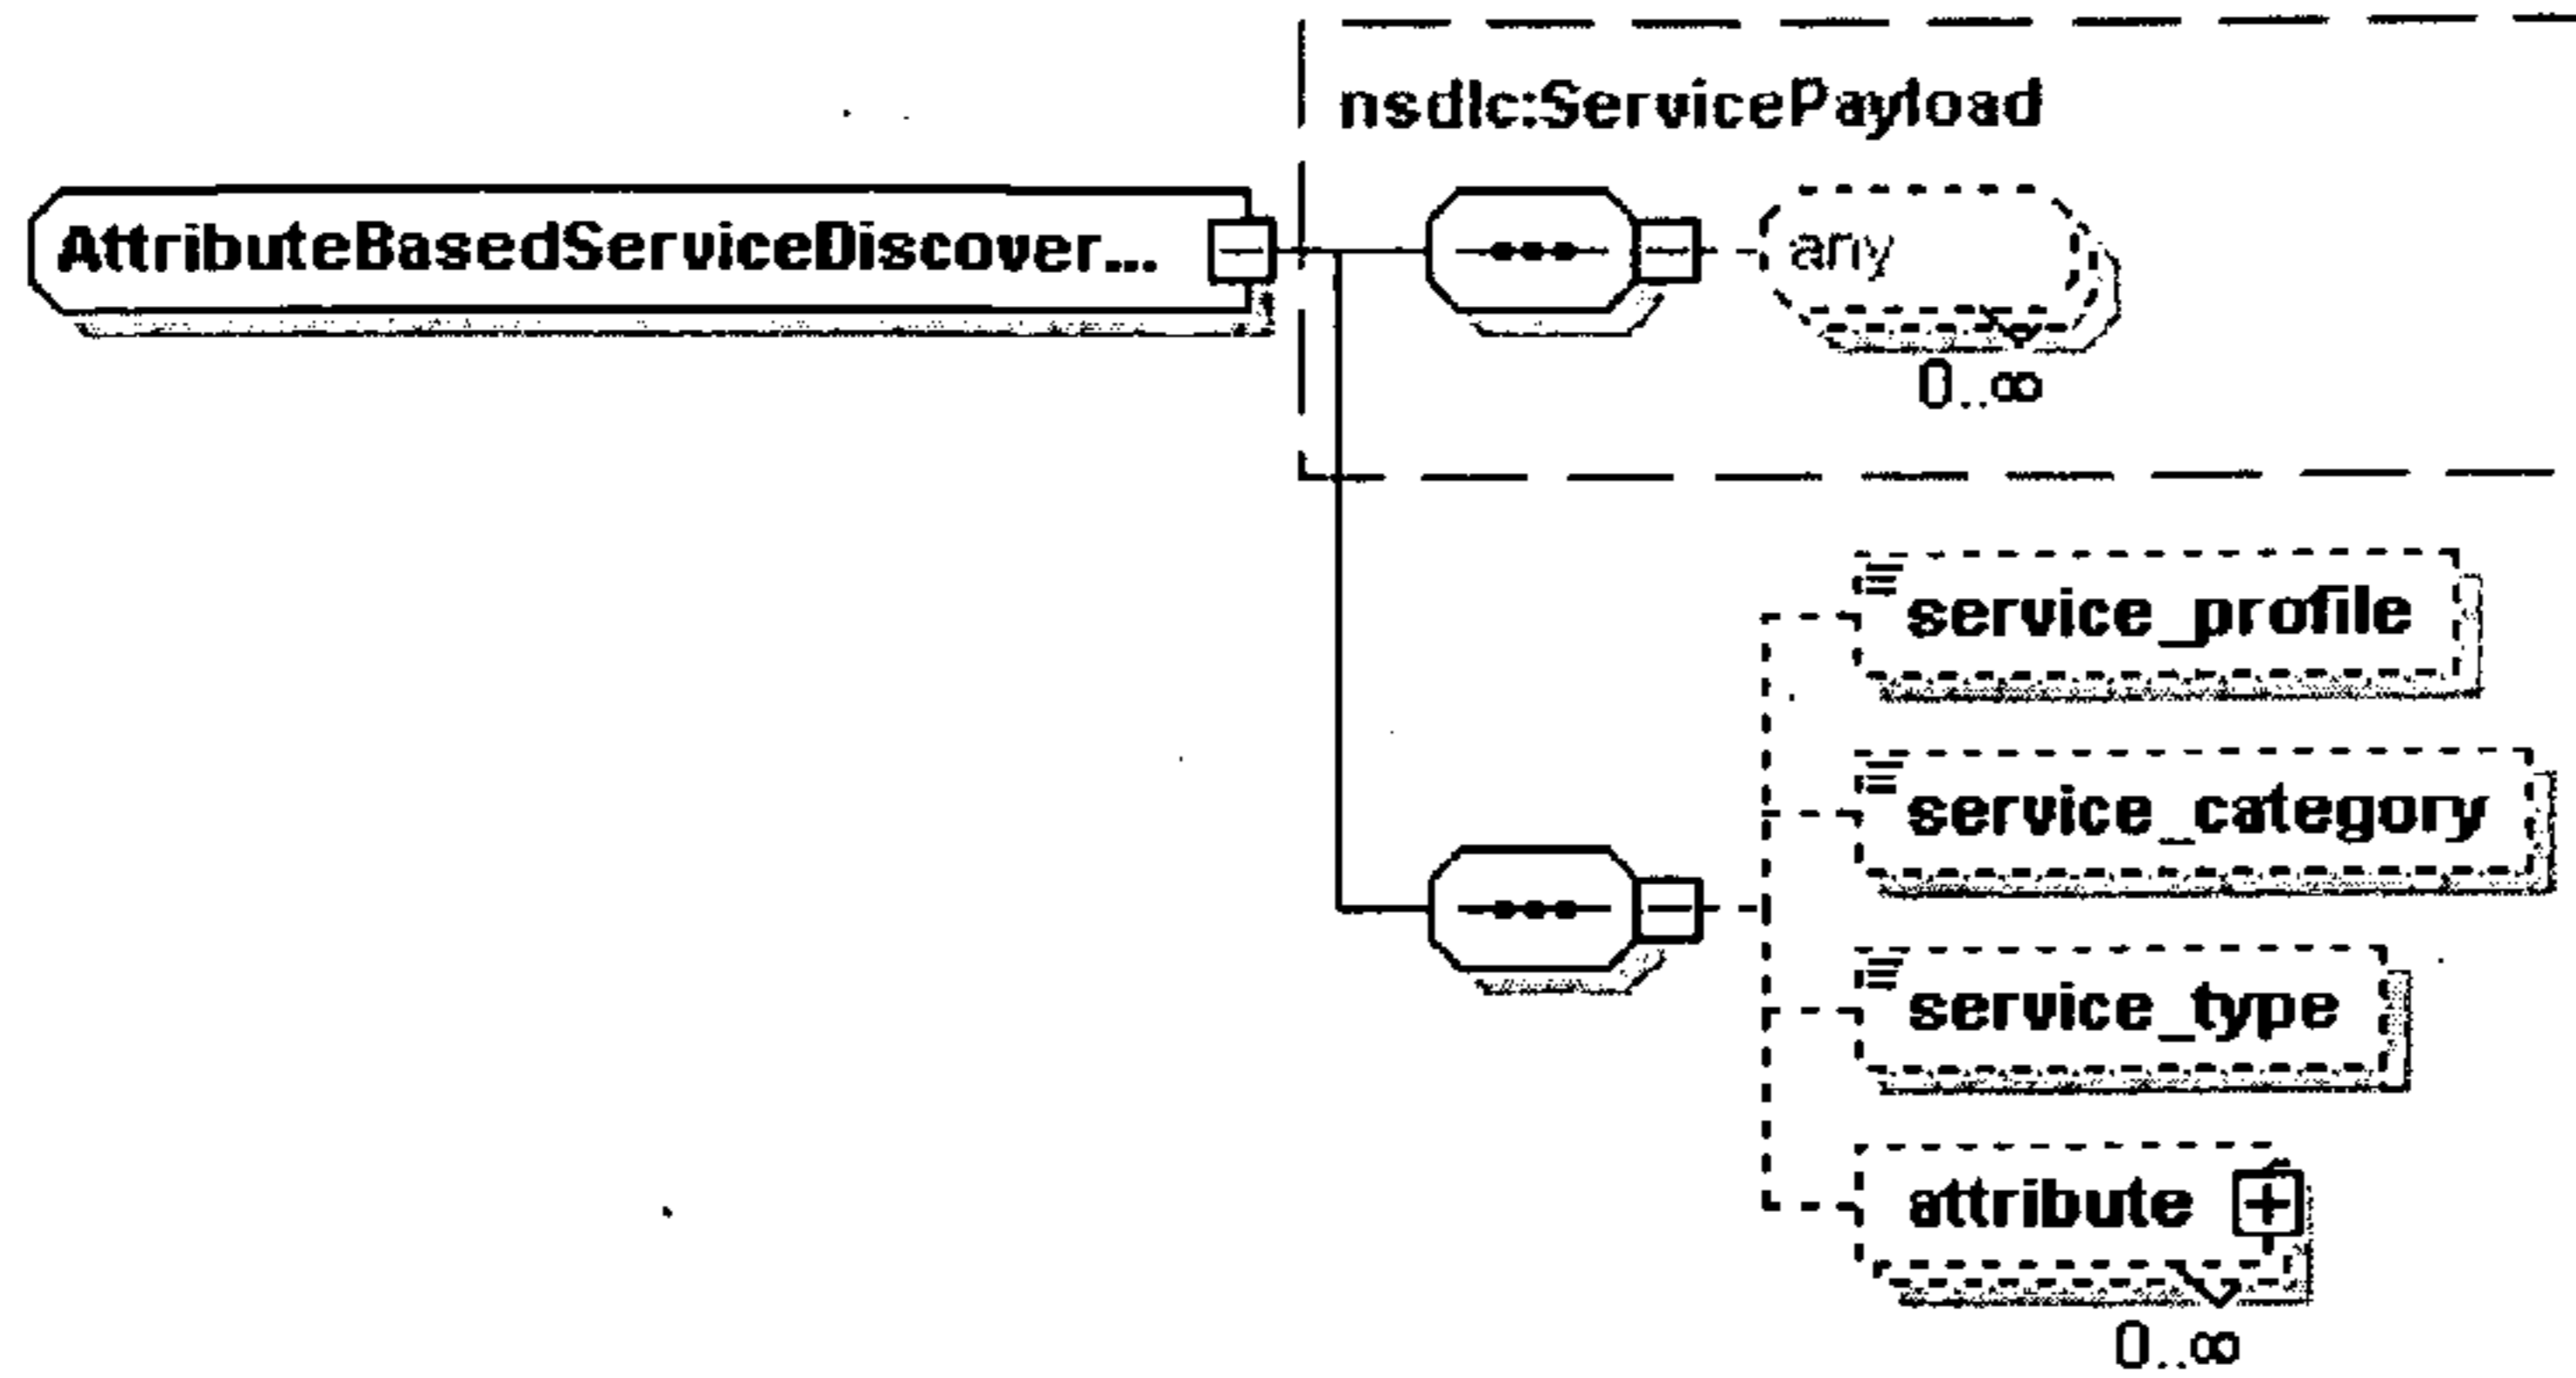 nsdlc:ServicePayload
AttributeBasedServiceDiscover...
any
0..∞
service_profile
service_category
service_type
attribute
0..∞